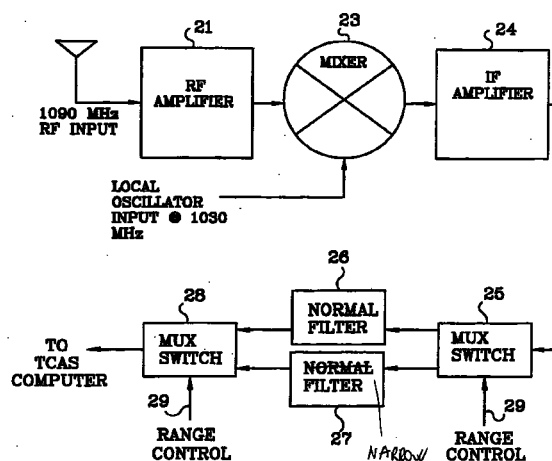 21
RF
AMPLIFIER
23
MIXER
24
IF
AMPLIFIER
1090 MHz
RF INPUT
LOCAL
OSCILLATOR
INPUT @ 1030
MHz
28
MUX
SWITCH
26
NORMAL
FILTER
25
MUX
SWITCH
TO
TCAS
COMPUTER
NORMAL
FILTER
27
NARROW
29
RANGE
CONTROL
29
RANGE
CONTROL